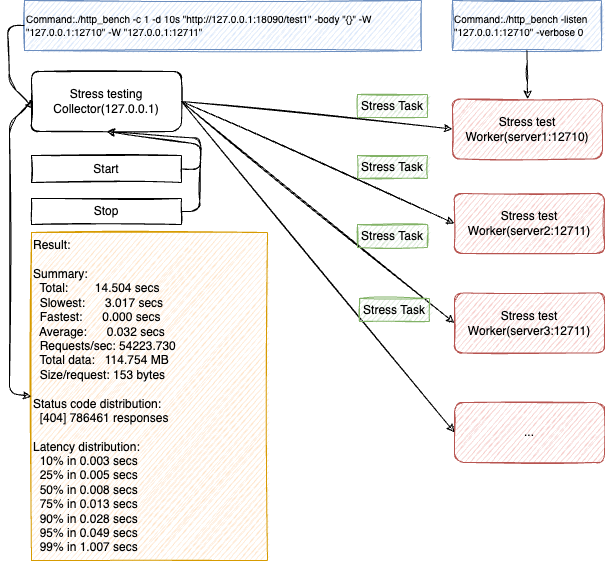 Command:./http_bench -c 1 -d 10s "http://127.0.0.1:18090/test1" -body "{}" -W
"127.0.0.1:12710" -W "127.0.0.1:12711"
Command:./http_bench -listen
"127.0.0.1:12710" -verbose 0
Stress testing
Collector(127.0.0.1)
Start
Stop
Stress Task
Stress Task
Stress Task
Stress Task
Stress test
Worker(server1:12710)
Stress test
Worker(server2:12711)
Stress test
Worker(server3:12711)
...
Result:
Summary:
Total: 14.504 secs
Slowest: 3.017 secs
Fastest: 0.000 secs
Average: 0.032 secs
Requests/sec: 54223.730
Total data: 114.754 MB
Size/request: 153 bytes
Status code distribution:
[404] 786461 responses
Latency distribution:
10% in 0.003 secs
25% in 0.005 secs
50% in 0.008 secs
75% in 0.013 secs
90% in 0.028 secs
95% in 0.049 secs
99% in 1.007 secs